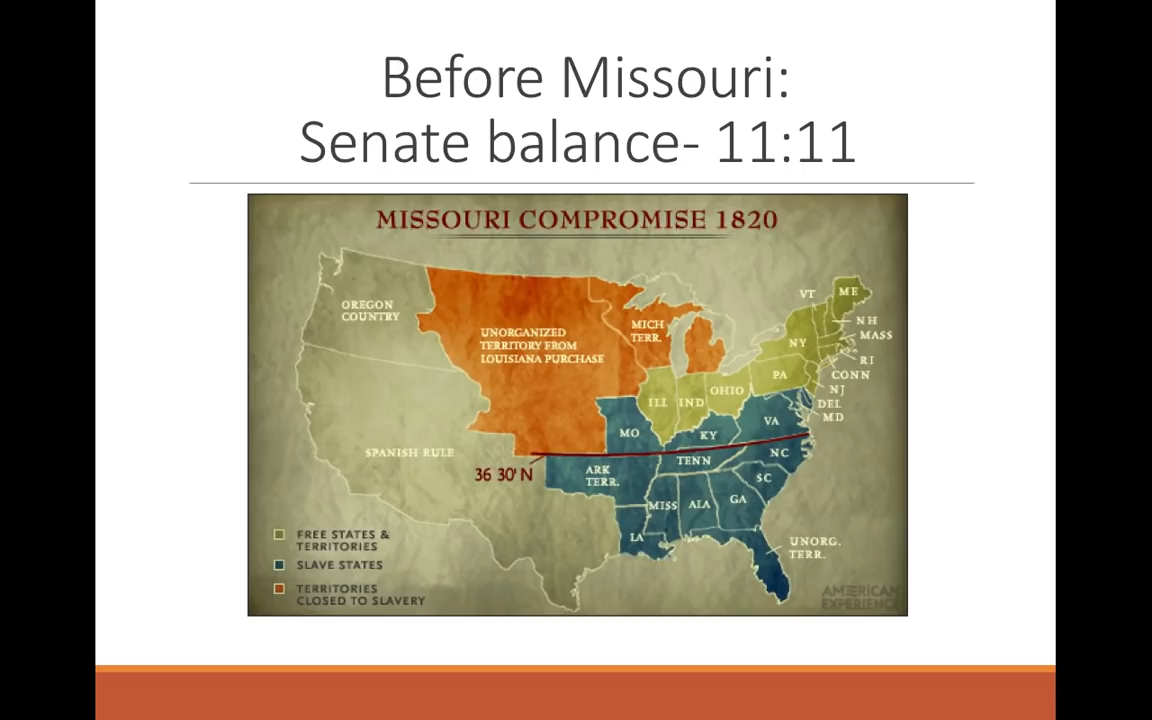 Before Missouri:
Senate balance- 11:11
MISSOURI COMPROMISE 1820
OREGON
COUNTRY
UNORGANIZED
TERRITORY FROM
LOUISIANA PURCHASE
MICH
TERR.
VT
ME
NH
MASS
NY
RI
CONN
PA
NJ
OHIO
ILL
IND
DEL
MD
VA
MO
KY
SPANISH RULE
36 30' N
TENN
NC
ARK
TERR.
SC
MISS
ALA
GA
LA
UNORG.
TERR.
FREE STATES &
TERRITORIES
SLAVE STATES
TERRITORIES
CLOSED TO SLAVERY
AMERICAN
EXPERIENCE